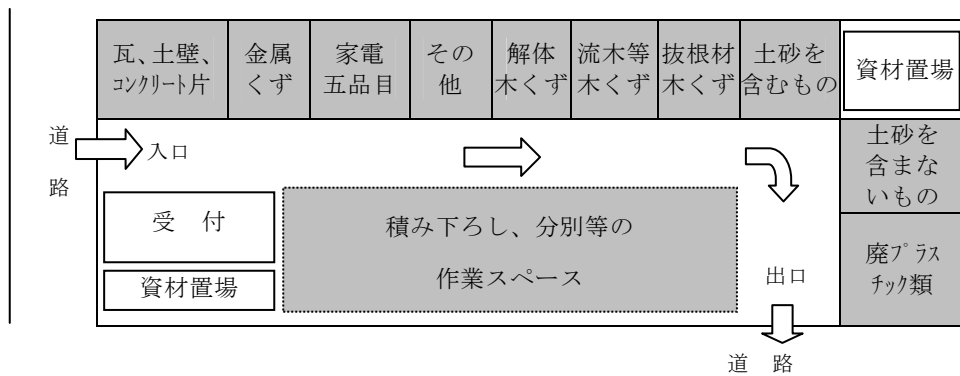 瓦、土壁、
コンクリート片
金属
くず
家電
五品目
その
他
解体
木くず
流木等
木くず
抜根材
木くず
土砂を
含むもの
資材置場
道
路
入口
土砂を
含まな
いもの
受 付
積み下ろし、分別等の
作業スペース
資材置場
出口
廃プラス
チック類
道 路